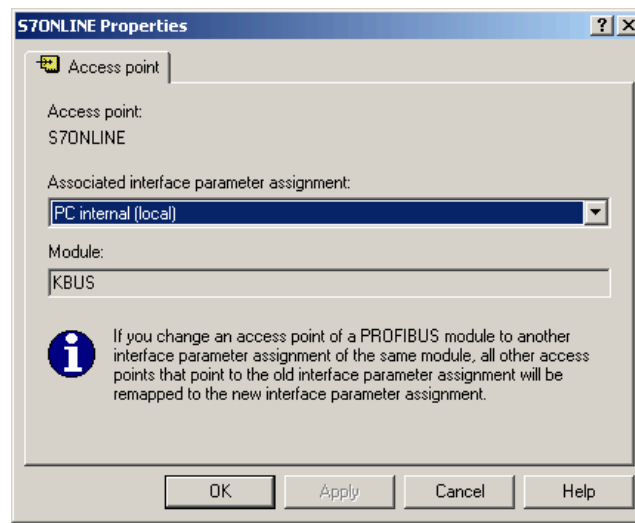 S7ONLINE Properties
Access point
Access point:
S7ONLINE
Associated interface parameter assignment:
PC internal (local)
Module:
KBUS
If you change an access point of a PROFIBUS module to another
interface parameter assignment of the same module, all other access
points that point to the old interface parameter assignment will be
remapped to the new interface parameter assignment.
OK Apply Cancel Help